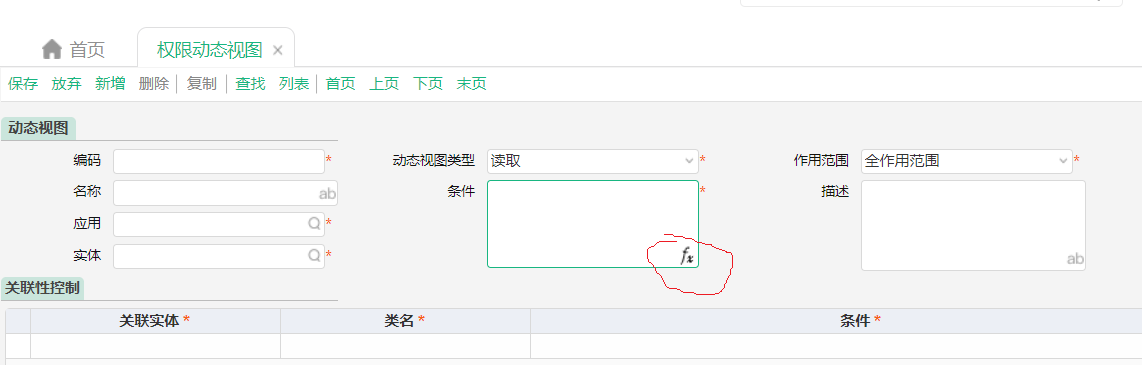 首页 权限动态视图 ×
保存 放弃 新增 删除 复制 查找 列表 首页 上页 下页 末页
动态视图
编码 * 动态视图类型 读取 * 作用范围 全作用范围 *
名称 ab 条件 * 描述
应用 *
实体 * fx ab
关联性控制
关联实体 * 类名 * 条件 *